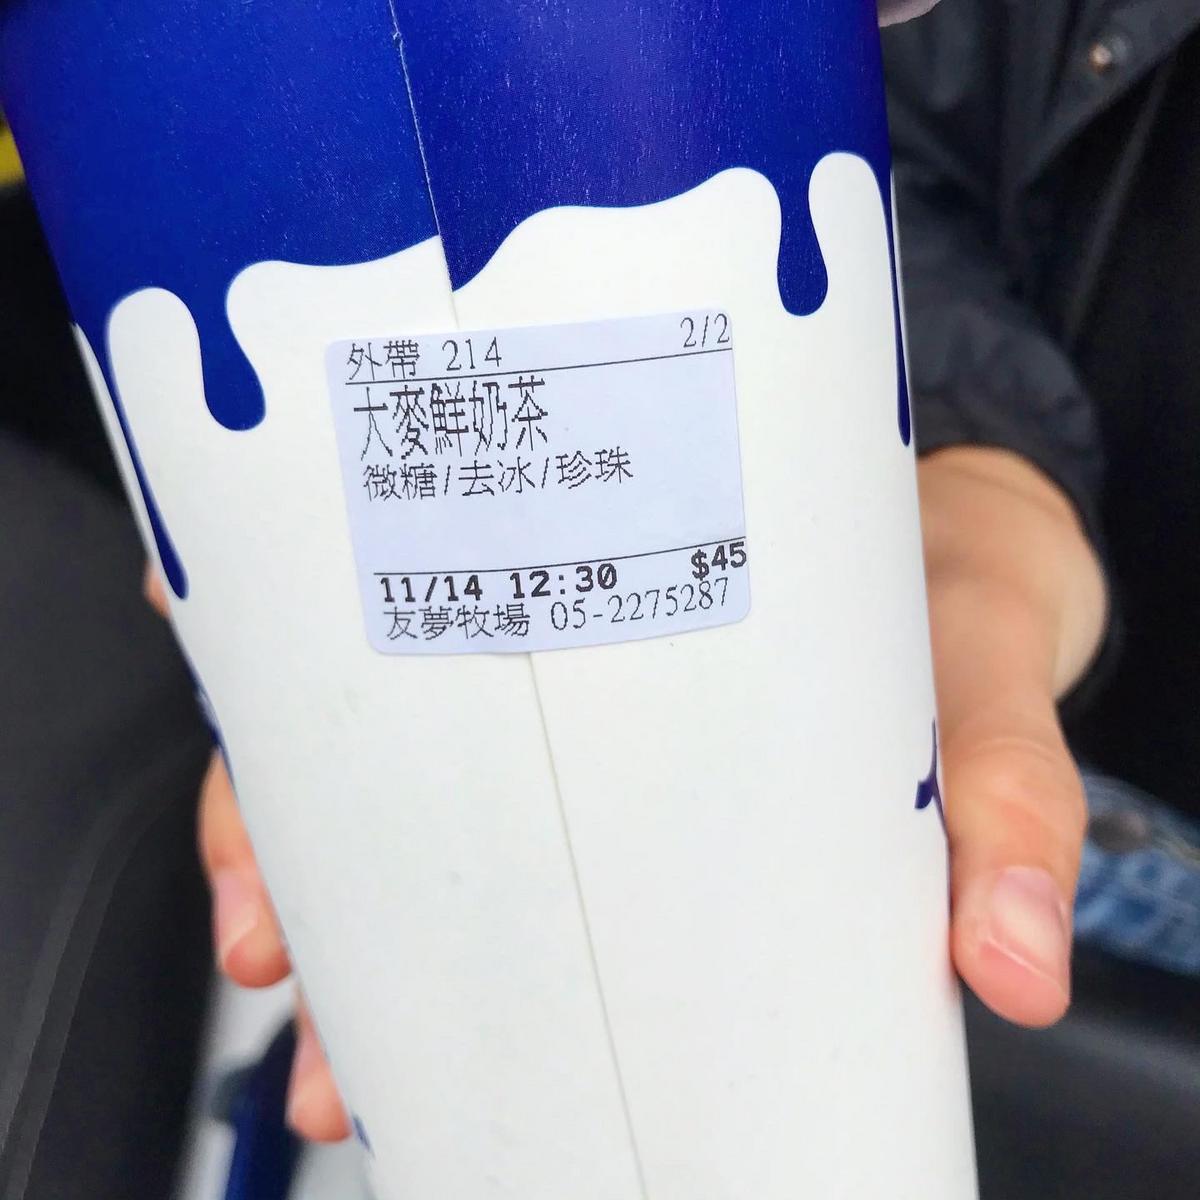 外帶 214 2/2
大麥鮮奶茶
微糖/去冰/珍珠
11/14 12:30 $45
友夢牧場 05-2275287